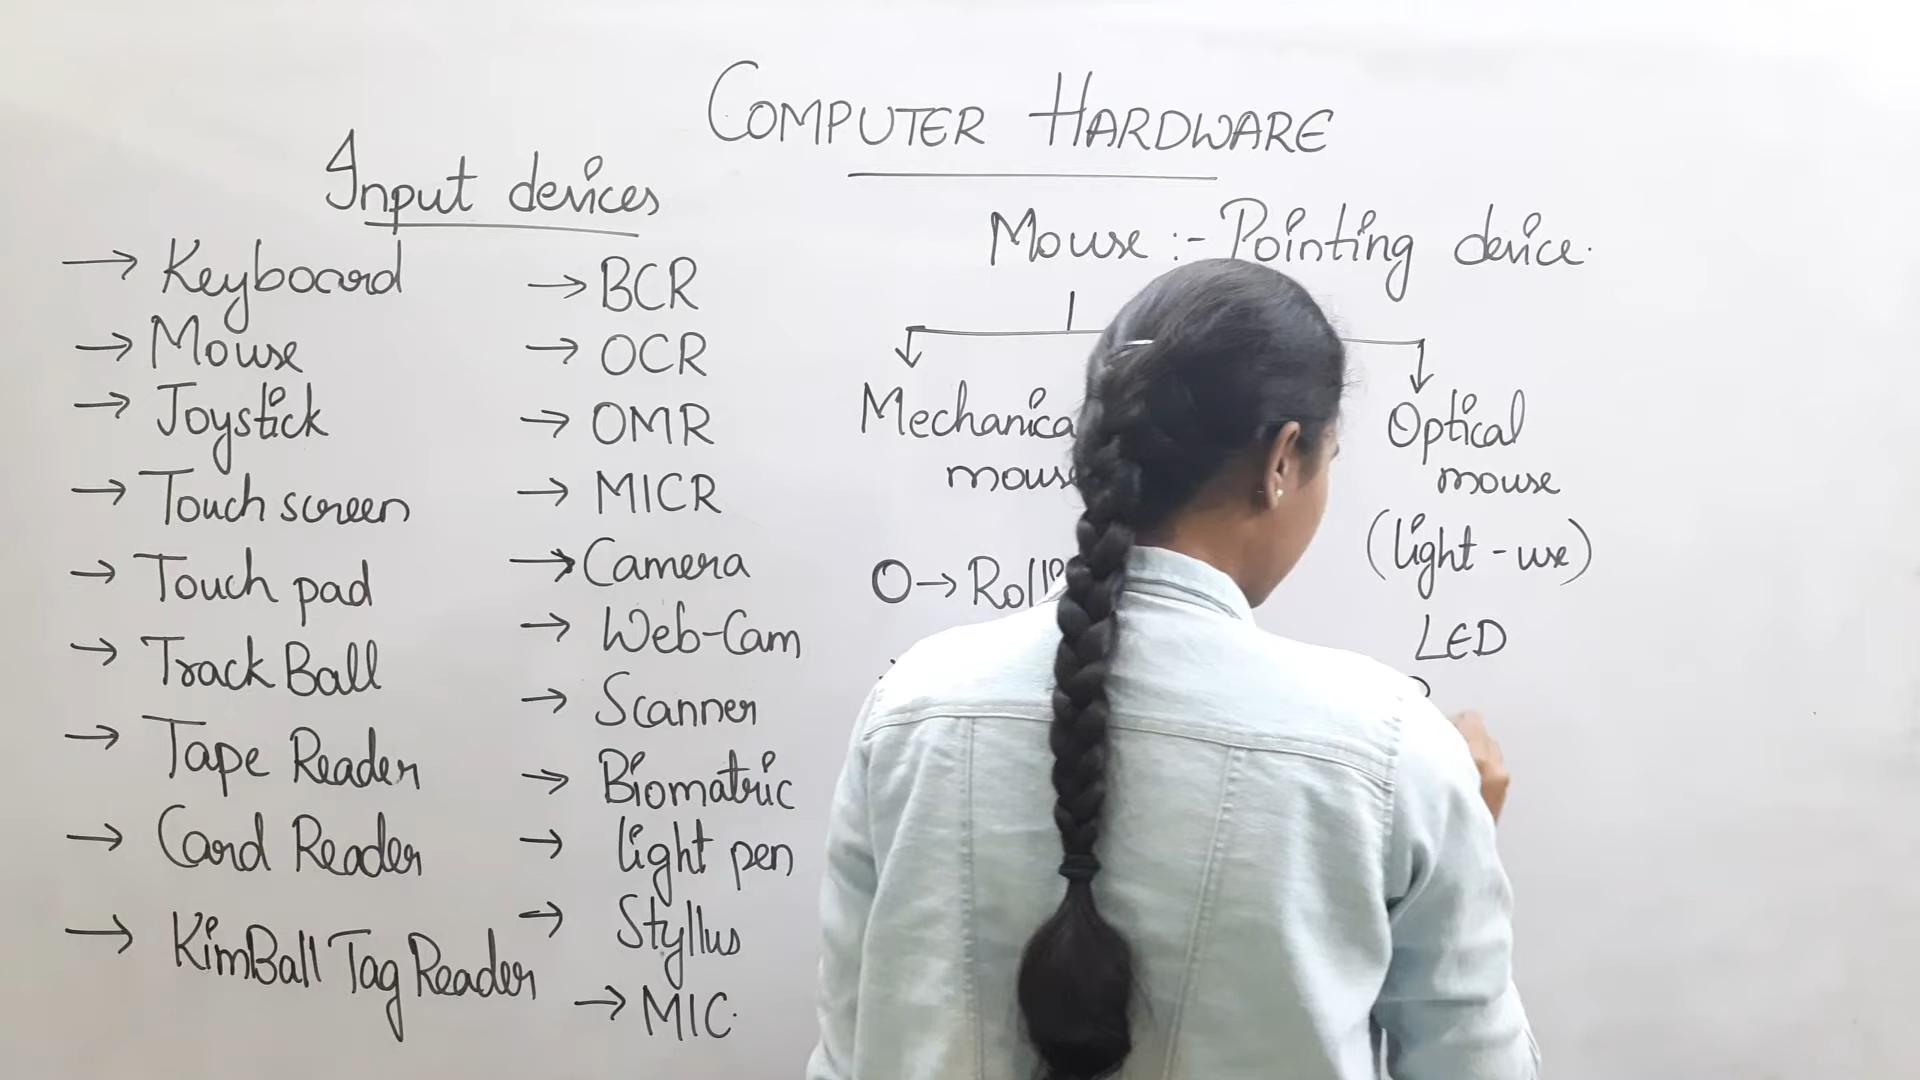 COMPUTER HARDWARE
Input devices
→ Keyboard
→ Mouse
→ Joystick
→ Touch screen
→ Touch pad
→ Track Ball
→ Tape Reader
→ Card Reader
→ KimBall Tag Reader
→ BCR
→ OCR
→ OMR
→ MICR
→ Camera
→ Web-Cam
→ Scanner
→ Biomatric
→ light pen
→ Styllus
→ MIC.
Mouse :- Pointing device.
Mechanica
mouse
O→
Optical
mouse
(light - use)
LED